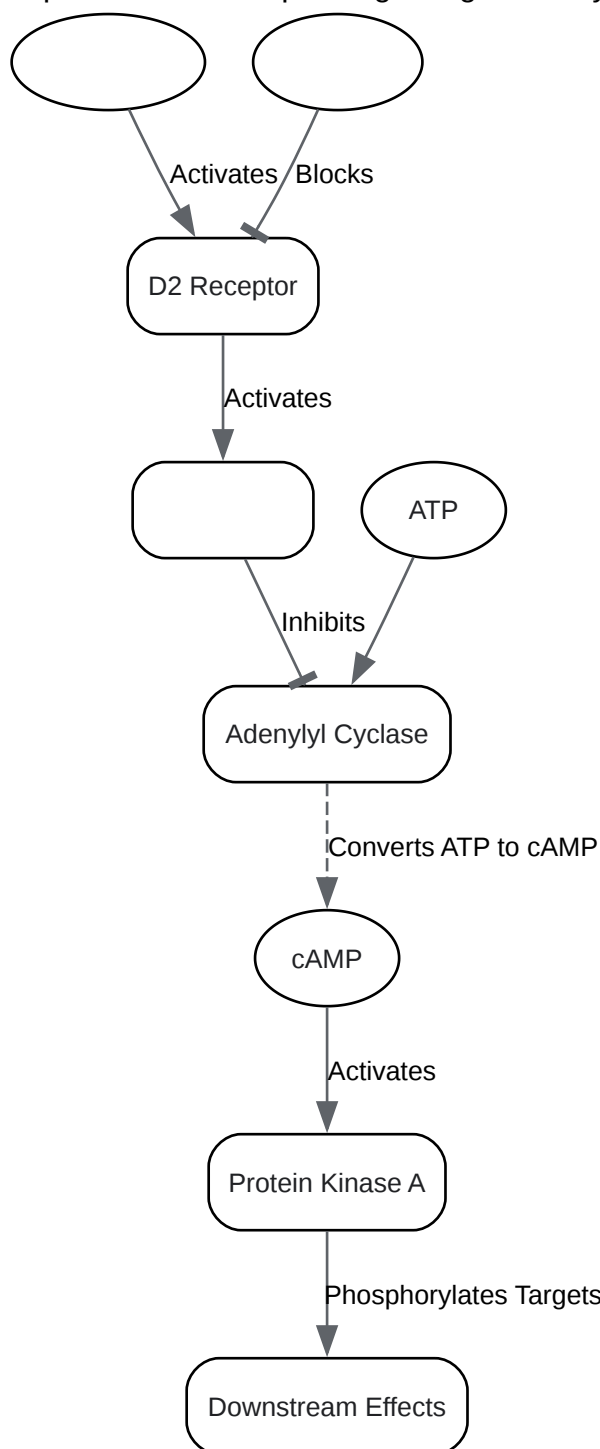 Activates
Blocks
D2 Receptor
Activates
ATP
Inhibits
Adenylyl Cyclase
Converts ATP to cAMP
cAMP
Activates
Protein Kinase A
Phosphorylates Targets
Downstream Effects